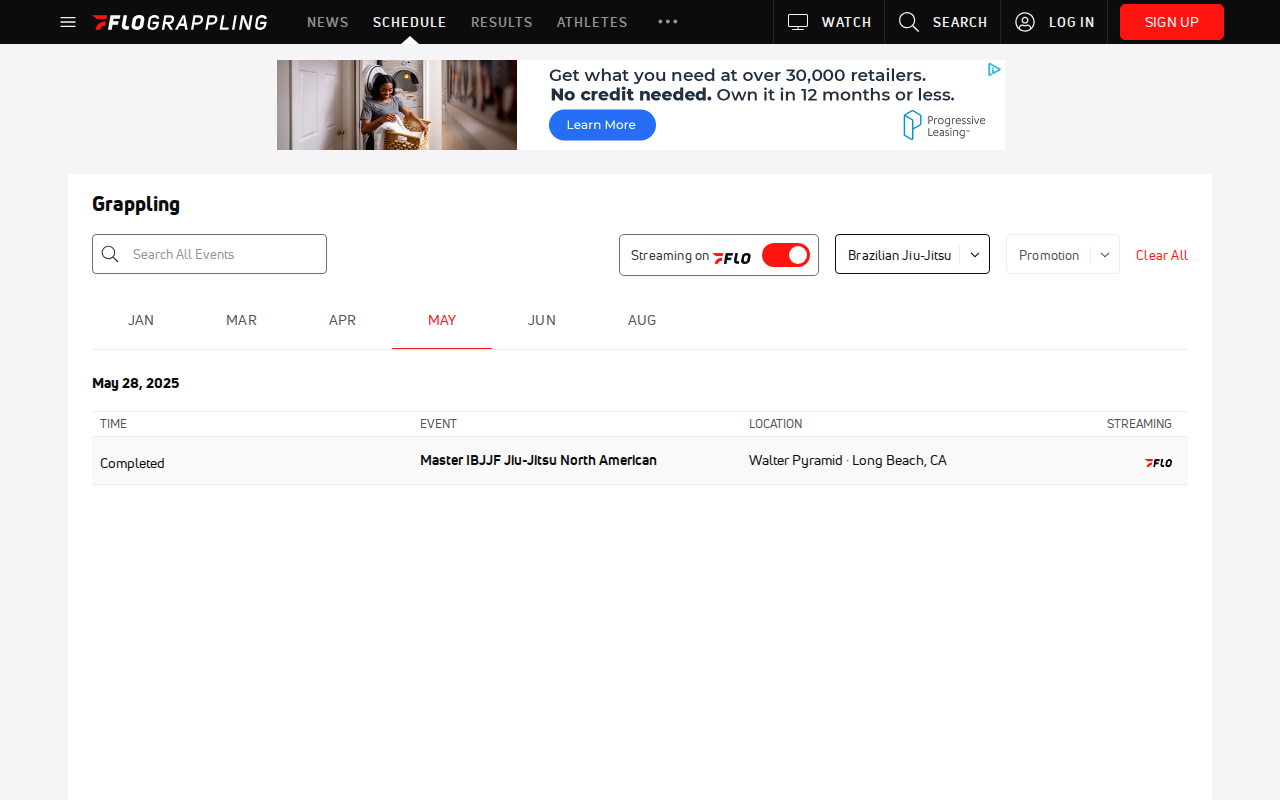 FLOGRAPPLING NEWS SCHEDULE RESULTS ATHLETES WATCH SEARCH LOG IN SIGN UP
Get what you need at over 30,000 retailers.
No credit needed. Own it in 12 months or less.
Learn More
Progressive
Leasing
Grappling
Search All Events
Streaming on FLO
Brazilian Jiu-Jitsu
Promotion
Clear All
JAN MAR APR MAY JUN AUG
May 28, 2025
TIME EVENT LOCATION STREAMING
Completed Master IBJJF Jiu-Jitsu North American Walter Pyramid · Long Beach, CA FLO